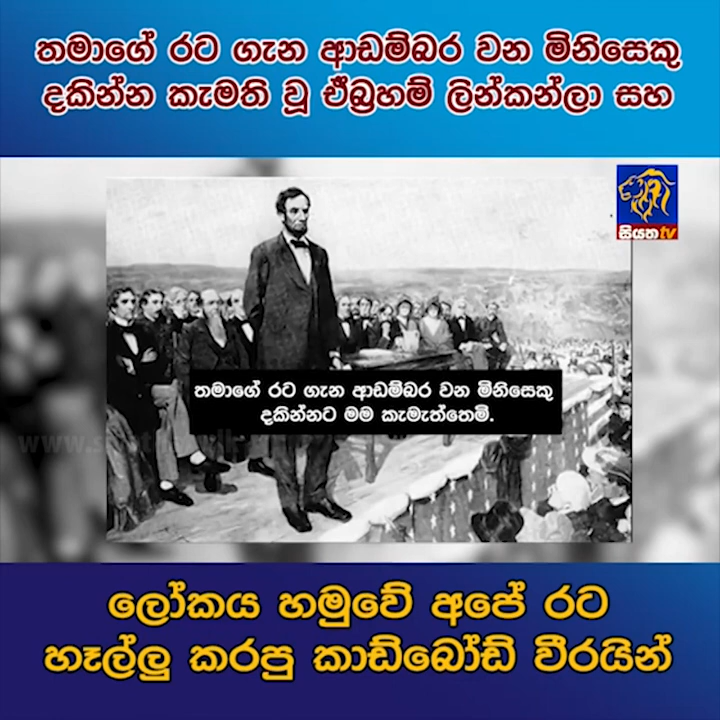 තමාගේ රට ගැන ආඩම්බර වන මිනිසෙකු
දකින්න කැමති වූ ඒබ්‍රහම් ලින්කන්ලා සහ
සියත tv
තමාගේ රට ගැන ආඩම්බර වන මිනිසෙකු
දකින්නට මම කැමැත්තෙමි.
ලෝකය හමුවේ අපේ රට
හෑල්ලු කරපු කාඩ්බෝඩ් වීරයින්